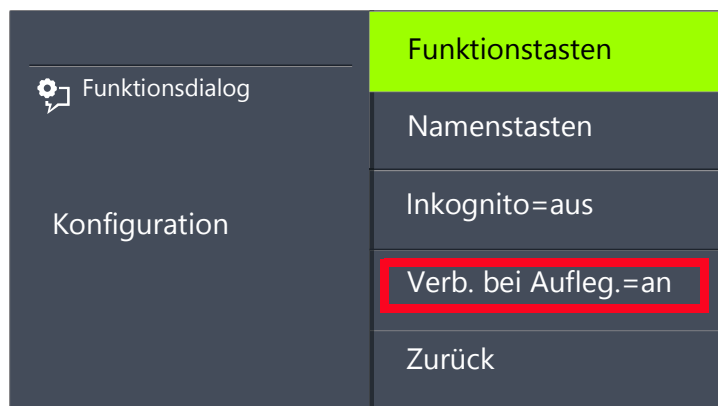 Funktionsdialog
Konfiguration
Funktionstasten
Namenstasten
Inkognito=aus
Verb. bei Aufleg.=an
Zurück